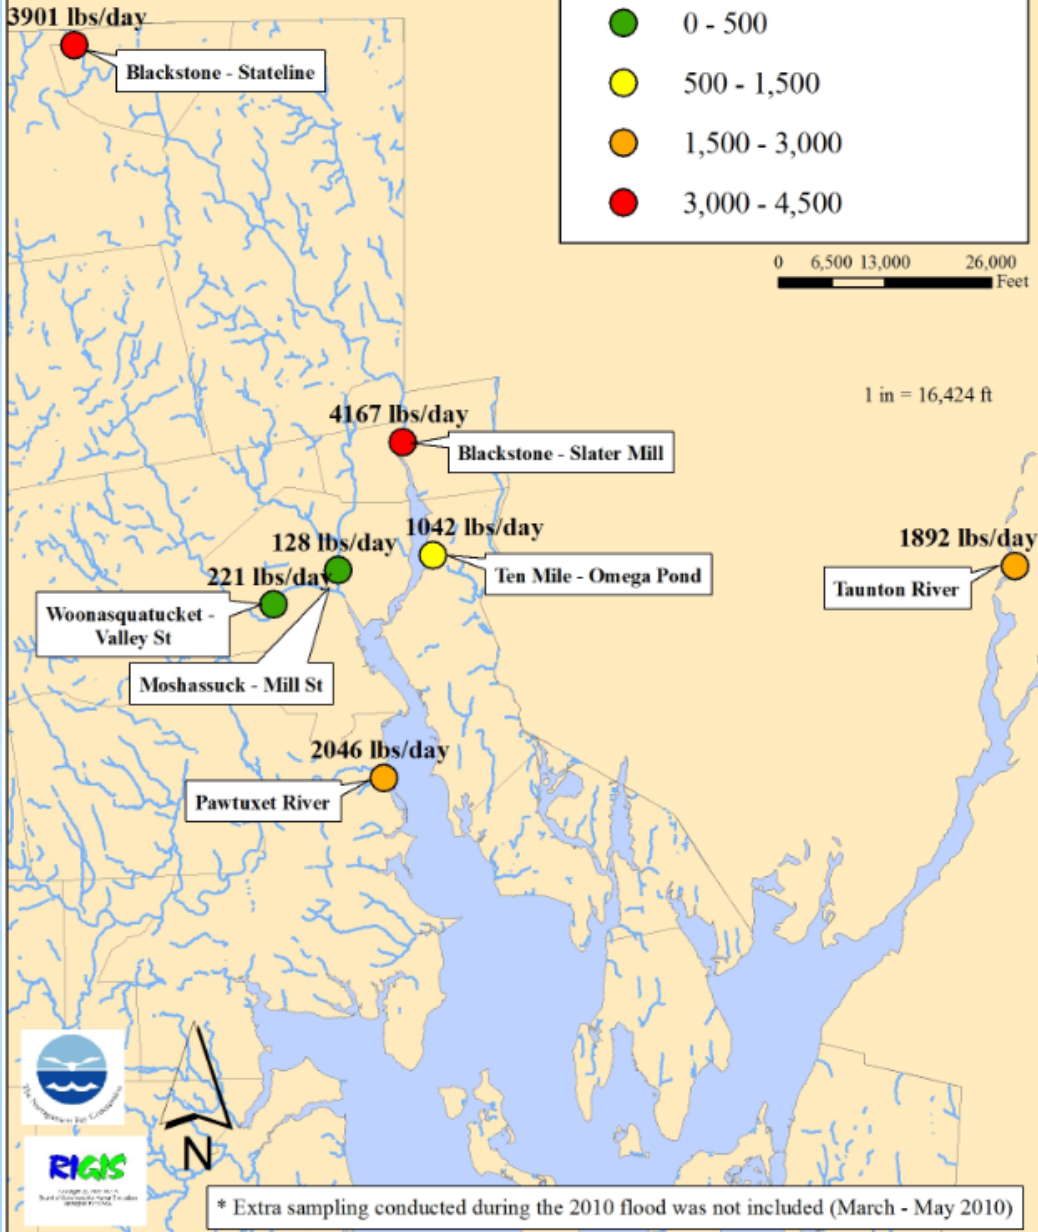 3901 lbs/day
Blackstone - Stateline
0 - 500
500 - 1,500
1,500 - 3,000
3,000 - 4,500
0 6,500 13,000 26,000
Feet
1 in = 16,424 ft
4167 lbs/day
Blackstone - Slater Mill
1042 lbs/day
128 lbs/day
1892 lbs/day
Ten Mile - Omega Pond
221 lbs/day
Taunton River
Woonasquatucket -
Valley St
Moshassuck - Mill St
2046 lbs/day
Pawtuxet River
The Narragansett Bay Commission
N
RIGIS
* Extra sampling conducted during the 2010 flood was not included (March - May 2010)